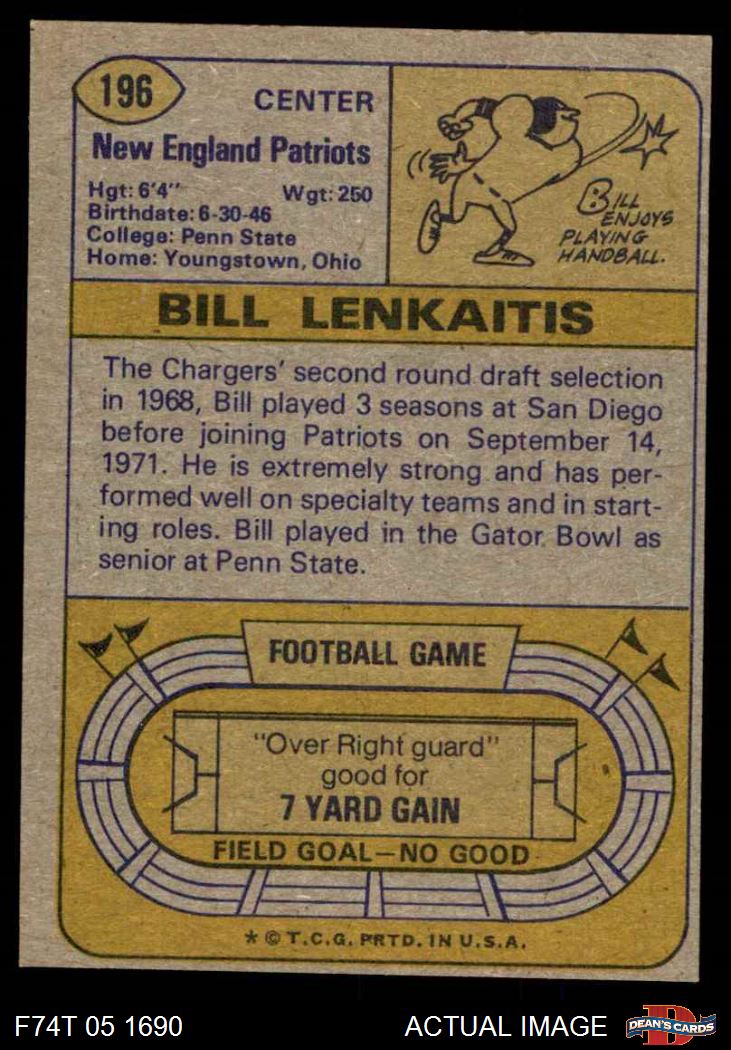 196
CENTER
New England Patriots
Hgt: 6'4" Wgt: 250
Birthdate: 6-30-46
College: Penn State
Home: Youngstown, Ohio
BILL
ENJOYS
PLAYING
HANDBALL.
BILL LENKAITIS
The Chargers' second round draft selection
in 1968, Bill played 3 seasons at San Diego
before joining Patriots on September 14,
1971. He is extremely strong and has per-
formed well on specialty teams and in start-
ing roles. Bill played in the Gator Bowl as
senior at Penn State.
FOOTBALL GAME
"Over Right guard"
good for
7 YARD GAIN
FIELD GOAL—NO GOOD
* © T.C.G. PRTD. IN U.S.A.
F74T 05 1690
ACTUAL IMAGE
DEAN'S CARDS